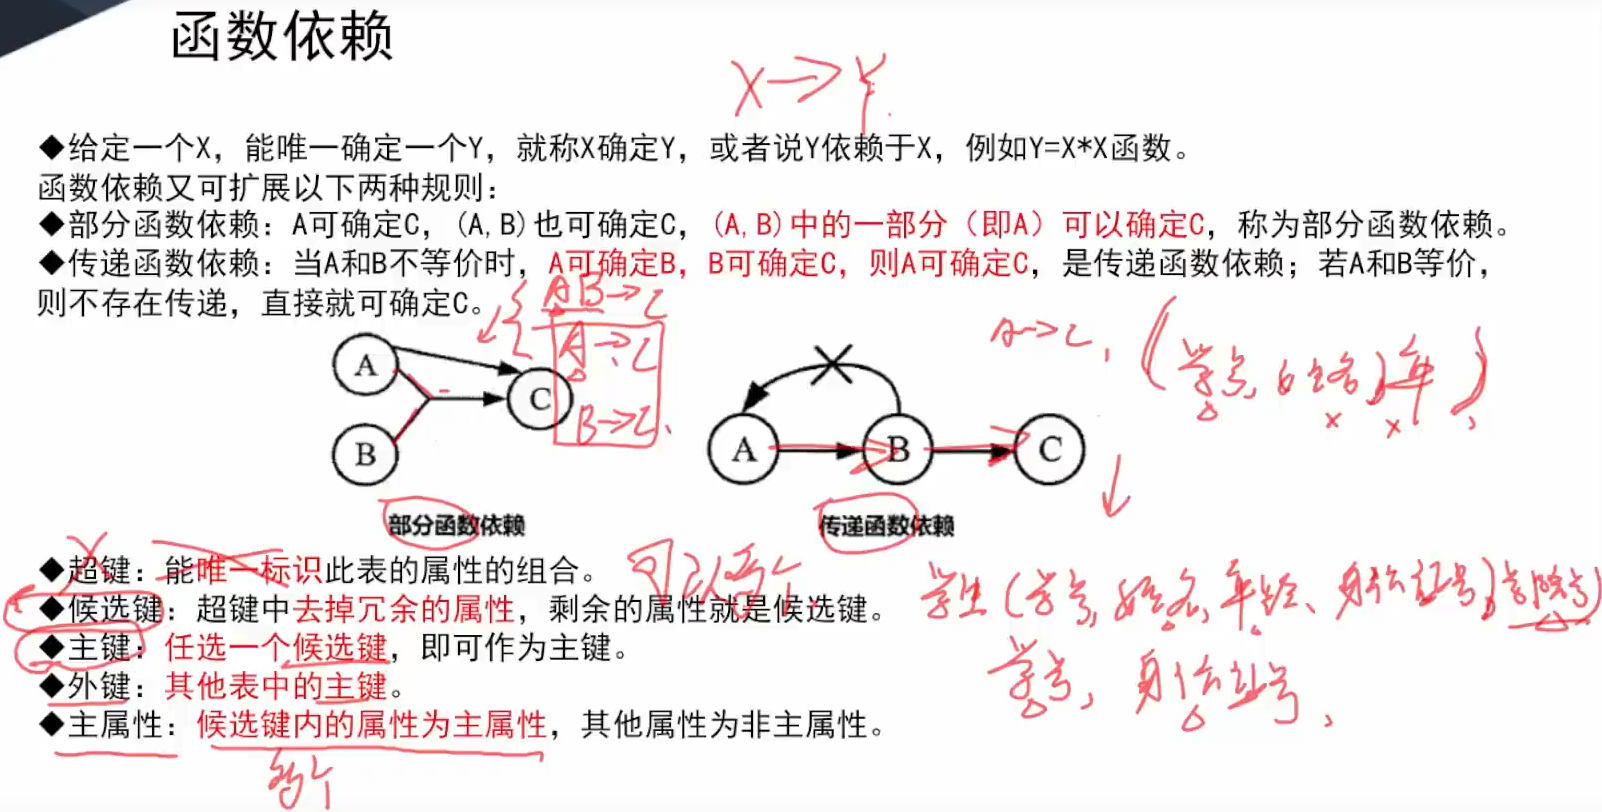 函数依赖
X→Y
◆给定一个X，能唯一确定一个Y，就称X确定Y，或者说Y依赖于X，例如Y=X*X函数。
函数依赖又可扩展以下两种规则：
◆部分函数依赖：A可确定C，(A,B)也可确定C，(A,B)中的一部分（即A）可以确定C，称为部分函数依赖。
◆传递函数依赖：当A和B不等价时，A可确定B，B可确定C，则A可确定C，是传递函数依赖；若A和B等价，
则不存在传递，直接就可确定C。
AB→C
A→C
B→C
A→C
(学号,姓名)年
A
B
C
A
B
C
部分函数依赖
传递函数依赖
◆超键：能唯一标识此表的属性的组合。
可以多个
◆候选键：超键中去掉冗余的属性，剩余的属性就是候选键。
学生(学号,姓名,年龄、身份证号)
◆主键：任选一个候选键，即可作为主键。
学号，身份证号
◆外键：其他表中的主键。
◆主属性：候选键内的属性为主属性，其他属性为非主属性。